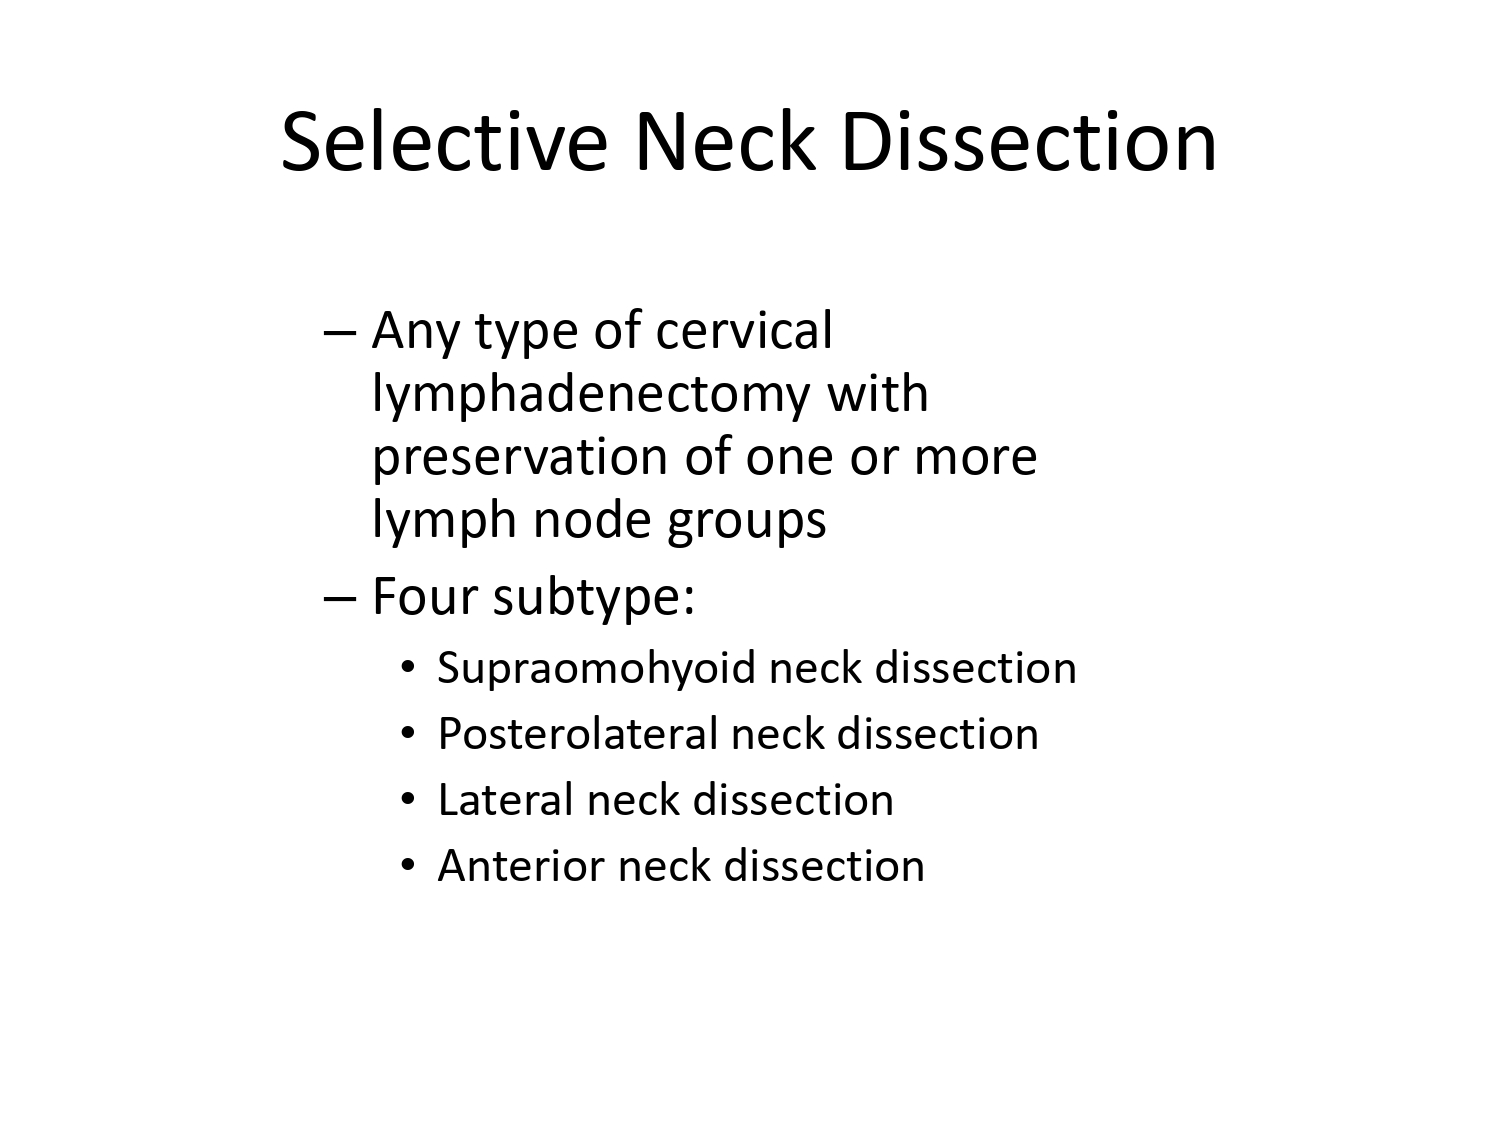 Selective Neck Dissection
– Any type of cervical
lymphadenectomy with
preservation of one or more
lymph node groups
– Four subtype:
• Supraomohyoid neck dissection
• Posterolateral neck dissection
• Lateral neck dissection
• Anterior neck dissection